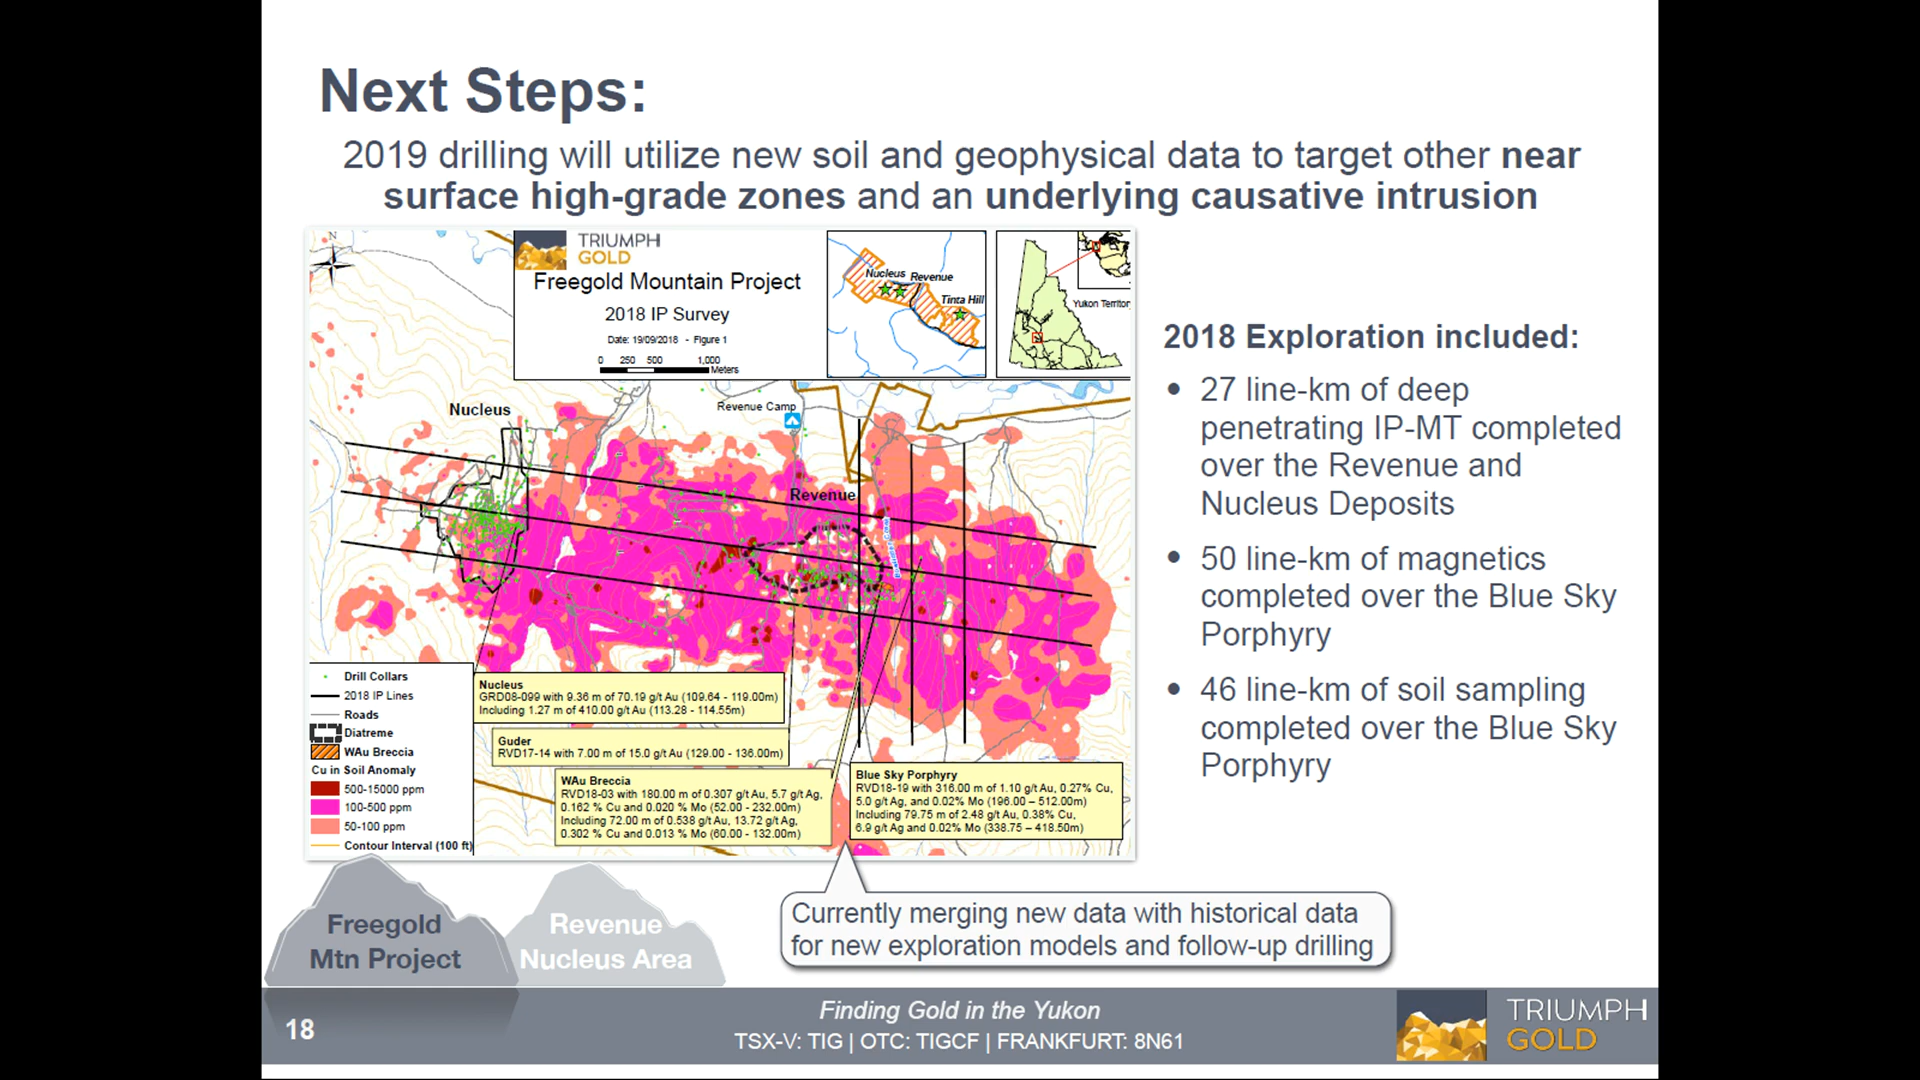 Next Steps:
2019 drilling will utilize new soil and geophysical data to target other near
surface high-grade zones and an underlying causative intrusion
N
TRIUMPH
GOLD
Freegold Mountain Project
2018 IP Survey
Date: 19/09/2018 - Figure 1
0 250 500 1,000
Meters
Nucleus
Revenue
Tinta Hill
Yukon Territor
Nucleus
Revenue Camp
Revenue
Drill Collars
2018 IP Lines
Roads
Diatreme
WAu Breccia
Cu in Soil Anomaly
500-15000 ppm
100-500 ppm
50-100 ppm
Contour Interval (100 ft)
Nucleus
GRD08-099 with 9.36 m of 70.19 g/t Au (109.64 - 119.00m)
Including 1.27 m of 410.00 g/t Au (113.28 - 114.55m)
Guder
RVD17-14 with 7.00 m of 15.0 g/t Au (129.00 - 136.00m)
WAu Breccia
RVD18-03 with 180.00 m of 0.307 g/t Au, 5.7 g/t Ag,
0.162 % Cu and 0.020 % Mo (52.00 - 232.00m)
Including 72.00 m of 0.538 g/t Au, 13.72 g/t Ag,
0.302 % Cu and 0.013 % Mo (60.00 - 132.00m)
Blue Sky Porphyry
RVD18-19 with 316.00 m of 1.10 g/t Au, 0.27% Cu,
5.0 g/t Ag, and 0.02% Mo (196.00 – 512.00m)
Including 79.75 m of 2.48 g/t Au, 0.38% Cu,
6.9 g/t Ag and 0.02% Mo (338.75 – 418.50m)
2018 Exploration included:
• 27 line-km of deep
penetrating IP-MT completed
over the Revenue and
Nucleus Deposits
• 50 line-km of magnetics
completed over the Blue Sky
Porphyry
• 46 line-km of soil sampling
completed over the Blue Sky
Porphyry
Currently merging new data with historical data
for new exploration models and follow-up drilling
Freegold
Mtn Project
Revenue
Nucleus Area
18
Finding Gold in the Yukon
TSX-V: TIG | OTC: TIGCF | FRANKFURT: 8N61
TRIUMPH
GOLD